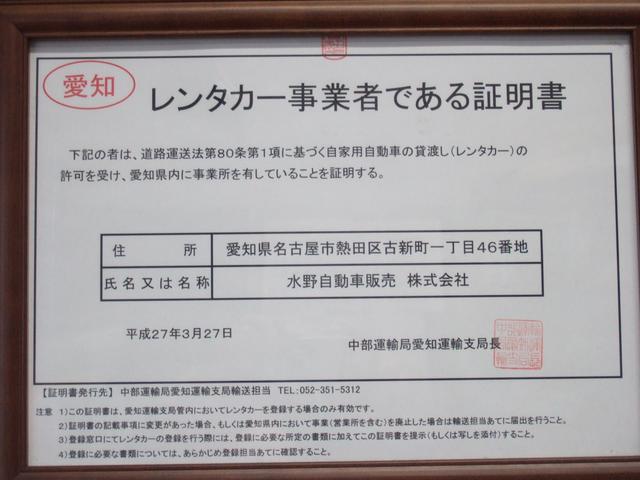 愛知
レンタカー事業者である証明書
下記の者は、道路運送法第80条第1項に基づく自家用自動車の貸渡し(レンタカー)の
許可を受け、愛知県内に事業所を有していることを証明する。
住 所 愛知県名古屋市熱田区古新町一丁目46番地
氏名又は名称 水野自動車販売 株式会社
平成27年3月27日
中部運輸局愛知運輸支局長
【証明書発行先】 中部運輸局愛知運輸支局輸送担当 TEL:052-351-5312
注意 1)この証明書は、愛知運輸支局管内においてレンタカーを登録する場合のみ有効です。
2)証明書の記載事項に変更があった場合、もしくは愛知県内において事業(営業所を含む)を廃止した場合は輸送担当あてに届出を行うこと。
3)登録窓口にてレンタカーの登録を行う際には、登録に必要な所定の書類に加えてこの証明書を提示(もしくは写しを添付)すること。
4)登録に必要な書類については、あらかじめ登録担当あてに確認すること。